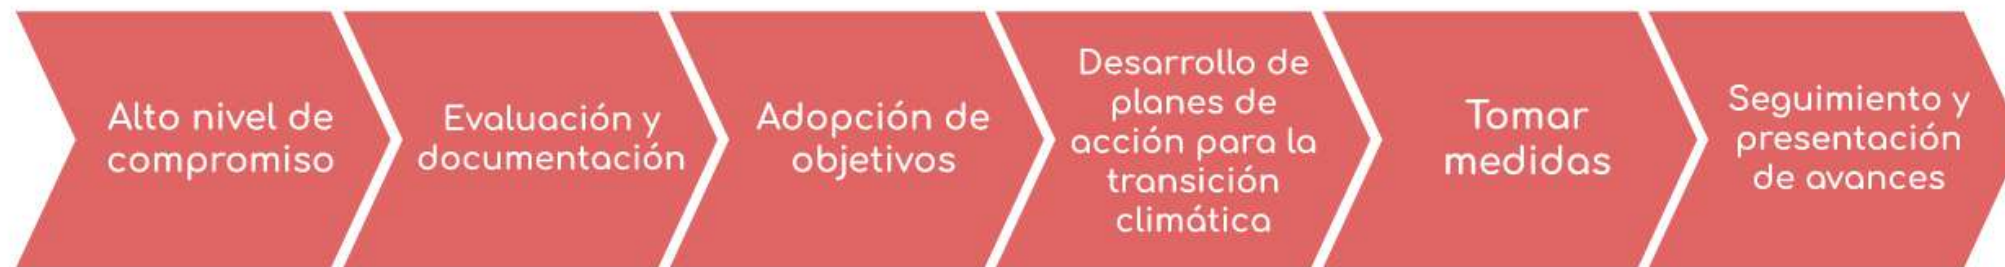 Alto nivel de
compromiso
Evaluación y
documentación
Adopción de
objetivos
Desarrollo de
planes de
acción para la
transición
climática
Tomar
medidas
Seguimiento y
presentación
de avances